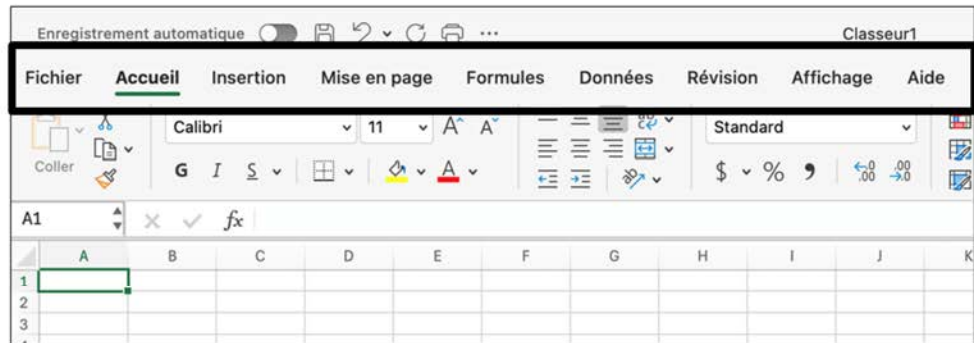 Enregistrement automatique ... Classeur1
Fichier Accueil Insertion Mise en page Formules Données Révision Affichage Aide
Calibri 11 A A Standard
Coller G I S A $ % 
A1 fx
A B C D E F G H I J K
1
2
3